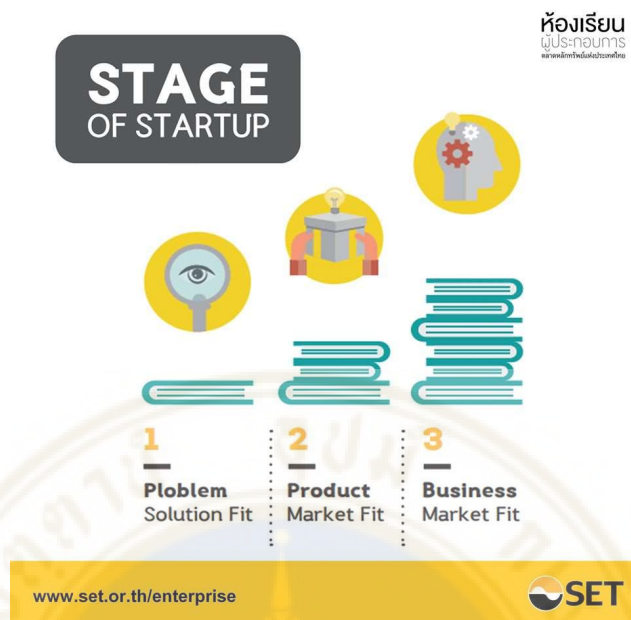 ห้องเรียน
ผู้ประกอบการ
ตลาดหลักทรัพย์แห่งประเทศไทย
STAGE
OF STARTUP
1
Ploblem
Solution Fit
2
Product
Market Fit
3
Business
Market Fit
www.set.or.th/enterprise
SET